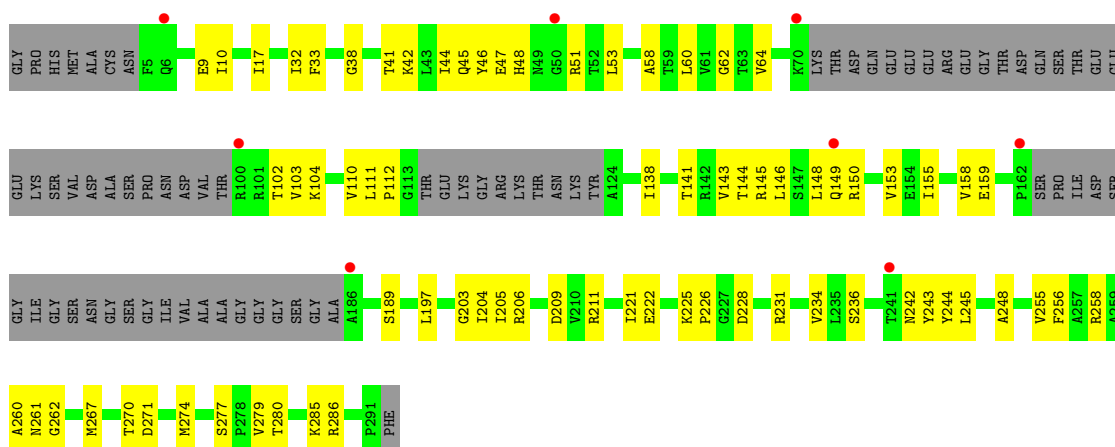 GLY PRO HIS MET ALA CYS ASN F5 Q6 E9 I10 I17 I32 F33 G38 T41 K42 L43 I44 Q45 Y46 E47 H48 N49 G50 R51 T52 L53 A58 T59 L60 V61 G62 T63 V64 K70 LYS THR ASP GLN GLU GLU GLU ARG GLU GLY THR ASP GLN SER THR GLU GLU
GLU LYS SER VAL ASP ALA SER PRO ASN ASP VAL THR R100 R101 T102 V103 K104 V110 L111 P112 G113 THR GLU LYS GLY ARG LYS THR ASN LYS TYR A124 I138 T141 R142 V143 T144 R145 L146 S147 L148 Q149 R150 V153 E154 I155 V158 E159 P162 SER PRO ILE ASP SER
GLY ILE GLY SER ASN GLY SER GLY ILE VAL ALA ALA GLY GLY GLY SER GLY ALA A186 S189 L197 G203 I204 I205 R206 D209 V210 R211 I221 E222 K225 P226 G227 D228 R231 V234 L235 S236 T241 N242 Y243 Y244 L245 A248 V255 F256 A257 R258 A259
A260 N261 G262 M267 T270 D271 M274 S277 P278 V279 T280 K285 R286 P291 PHE